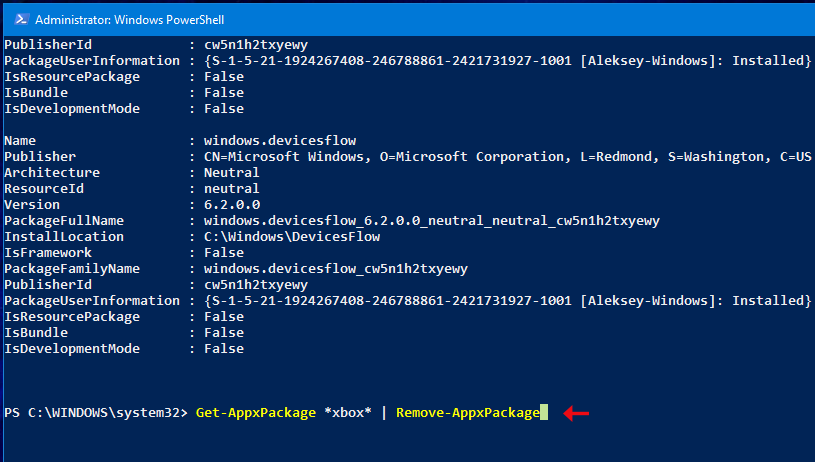 Administrator: Windows PowerShell
PublisherId : cw5n1h2txyewy
PackageUserInformation : {S-1-5-21-1924267408-246788861-2421731927-1001 [Aleksey-Windows]: Installed}
IsResourcePackage : False
IsBundle : False
IsDevelopmentMode : False
Name : windows.devicesflow
Publisher : CN=Microsoft Windows, O=Microsoft Corporation, L=Redmond, S=Washington, C=US
Architecture : Neutral
ResourceId : neutral
Version : 6.2.0.0
PackageFullName : windows.devicesflow_6.2.0.0_neutral_neutral_cw5n1h2txyewy
InstallLocation : C:\Windows\DevicesFlow
IsFramework : False
PackageFamilyName : windows.devicesflow_cw5n1h2txyewy
PublisherId : cw5n1h2txyewy
PackageUserInformation : {S-1-5-21-1924267408-246788861-2421731927-1001 [Aleksey-Windows]: Installed}
IsResourcePackage : False
IsBundle : False
IsDevelopmentMode : False
PS C:\WINDOWS\system32> Get-AppxPackage *xbox* | Remove-AppxPackage